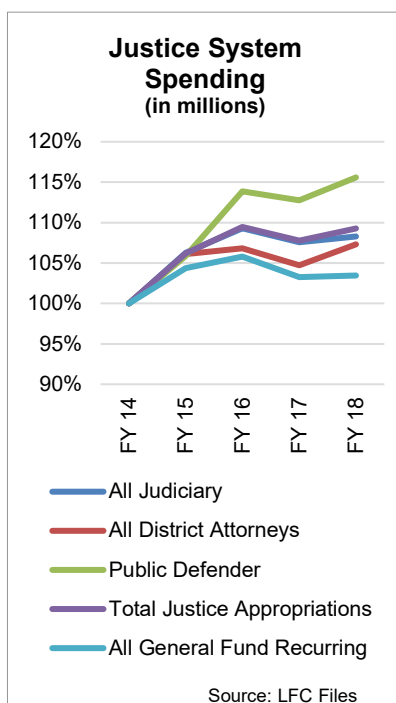 Justice System
Spending
(in millions)
120%
115%
110%
105%
100%
95%
90%
FY 14
FY 15
FY 16
FY 17
FY 18
All Judiciary
All District Attorneys
Public Defender
Total Justice Appropriations
All General Fund Recurring
Source: LFC Files